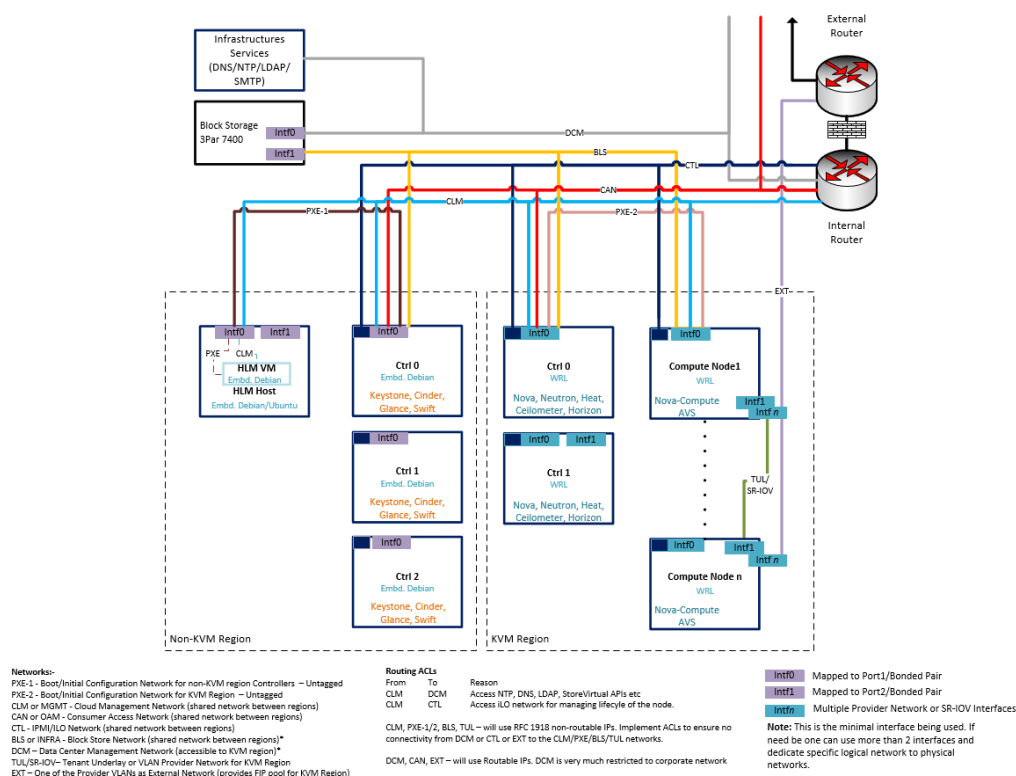 External
Router
Infrastructures
Services
(DNS/NTP/LDAP/
SMTP)
Block Storage
3Par 7400
Intf0
Intf1
DCM
BLS
CTL
CAN
CLM
PXE-1
PXE-2
Internal
Router
EXT
Intf0
Intf1
PXE
CLM
HLM VM
Embd. Debian
HLM Host
Embd. Debian/Ubuntu
Intf0
Ctrl 0
Embd. Debian
Keystone, Cinder,
Glance, Swift
Intf0
Ctrl 1
Embd. Debian
Keystone, Cinder,
Glance, Swift
Intf0
Ctrl 2
Embd. Debian
Keystone, Cinder,
Glance, Swift
Non-KVM Region
Intf0
Ctrl 0
WRL
Nova, Neutron, Heat,
Ceilometer, Horizon
Intf0
Intf1
Ctrl 1
WRL
Nova, Neutron, Heat,
Ceilometer, Horizon
Intf0
Compute Node1
WRL
Nova-Compute
AVS
Intf1
Intf n
TUL/
SR-IOV
Intf0
Intf1
Intf n
Compute Node n
WRL
Nova-Compute
AVS
KVM Region
Networks:-
PXE-1 - Boot/Initial Configuration Network for non-KVM region Controllers – Untagged
PXE-2 - Boot/Initial Configuration Network for KVM Region – Untagged
CLM or MGMT - Cloud Management Network (shared network between regions)
CAN or OAM - Consumer Access Network (shared network between regions)
CTL - IPMI/ILO Network (shared network between regions)
BLS or INFRA - Block Store Network (shared network between regions)*
DCM – Data Center Management Network (accessible to KVM region)*
TUL/SR-IOV– Tenant Underlay or VLAN Provider Network for KVM Region
EXT – One of the Provider VLANs as External Network (provides FIP pool for KVM Region)
Routing ACLs
From To Reason
CLM DCM Access NTP, DNS, LDAP, StoreVirtual APIs etc
CLM CTL Access iLO network for managing lifecyle of the node.
CLM, PXE-1/2, BLS, TUL – will use RFC 1918 non-routable IPs. Implement ACLs to ensure no
connectivity from DCM or CTL or EXT to the CLM/PXE/BLS/TUL networks.
DCM, CAN, EXT – will use Routable IPs. DCM is very much restricted to corporate network
Intf0 Mapped to Port1/Bonded Pair
Intf1 Mapped to Port2/Bonded Pair
Intfn Multiple Provider Network or SR-IOV Interfaces
Note: This is the minimal interface being used. If
need be one can use more than 2 interfaces and
dedicate specific logical network to physical
networks.